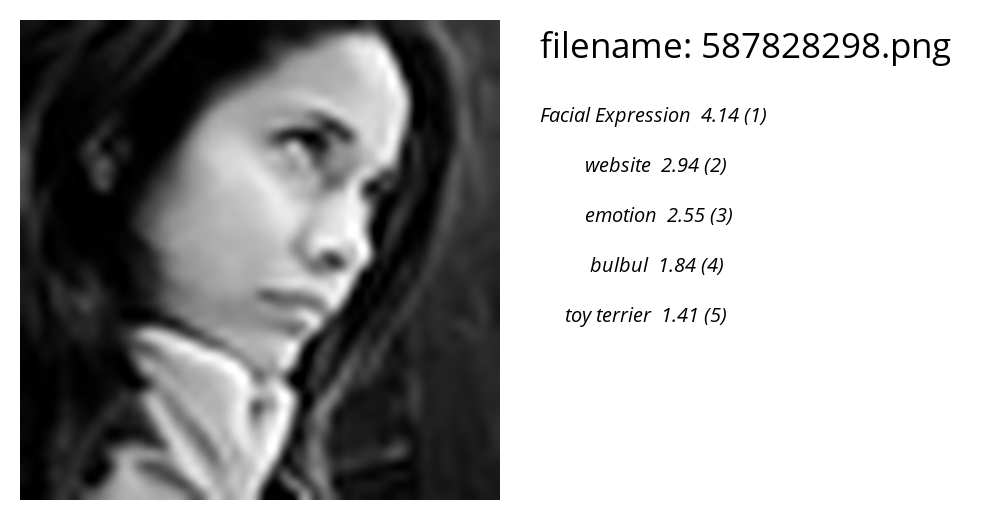 filename: 587828298.png
Facial Expression 4.14 (1)
website 2.94 (2)
emotion 2.55 (3)
bulbul 1.84 (4)
toy terrier 1.41 (5)